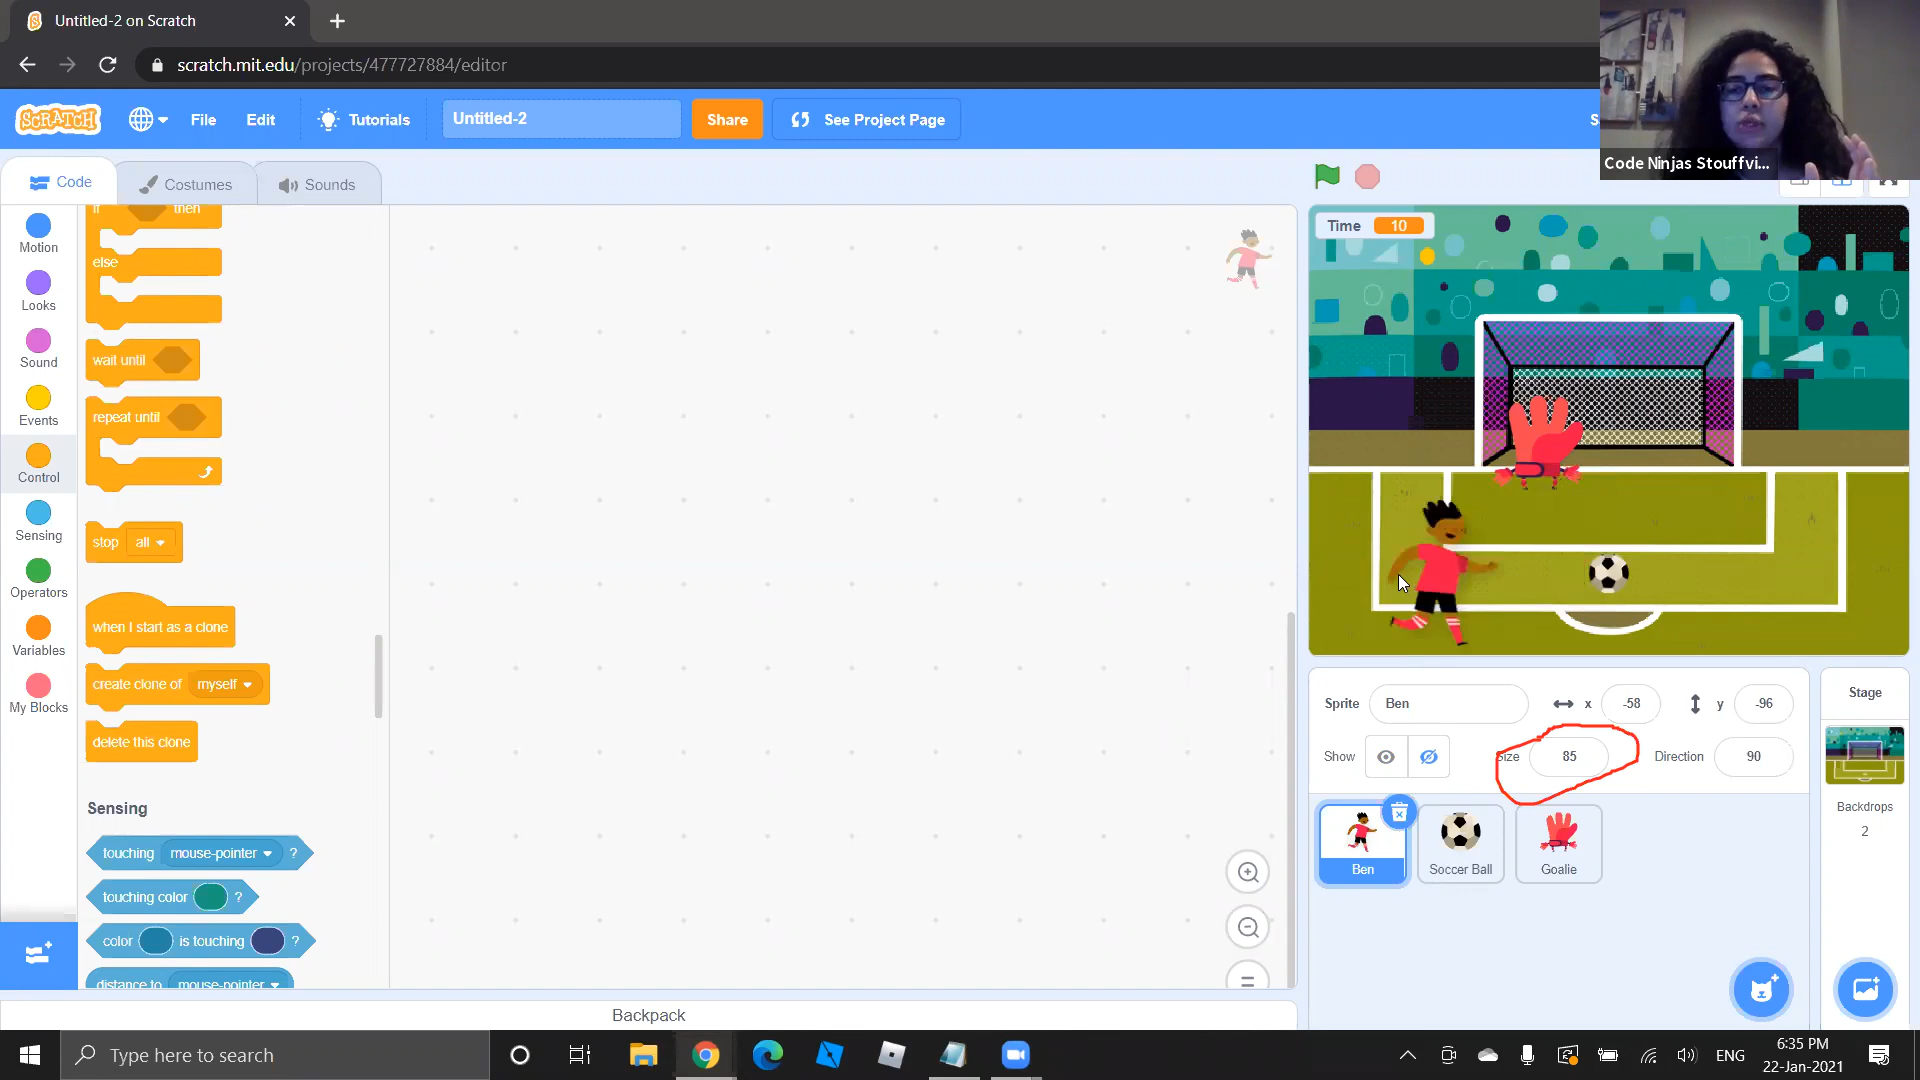 Untitled-2 on Scratch
scratch.mit.edu/projects/477727884/editor
SCRATCH
File
Edit
Tutorials
Untitled-2
Share
See Project Page
S
Code Ninjas Stouffvi...
Code
Costumes
Sounds
Motion
Looks
Sound
Events
Control
Sensing
Operators
Variables
My Blocks
if then
else
wait until
repeat until
stop all
when I start as a clone
create clone of myself
delete this clone
Sensing
touching mouse-pointer ?
touching color ?
color is touching ?
distance to mouse-pointer
Backpack
Time 10
Sprite Ben x -58 y -96
Show Size 85 Direction 90
Ben
Soccer Ball
Goalie
Stage
Backdrops
2
Type here to search
ENG
6:35 PM
22-Jan-2021